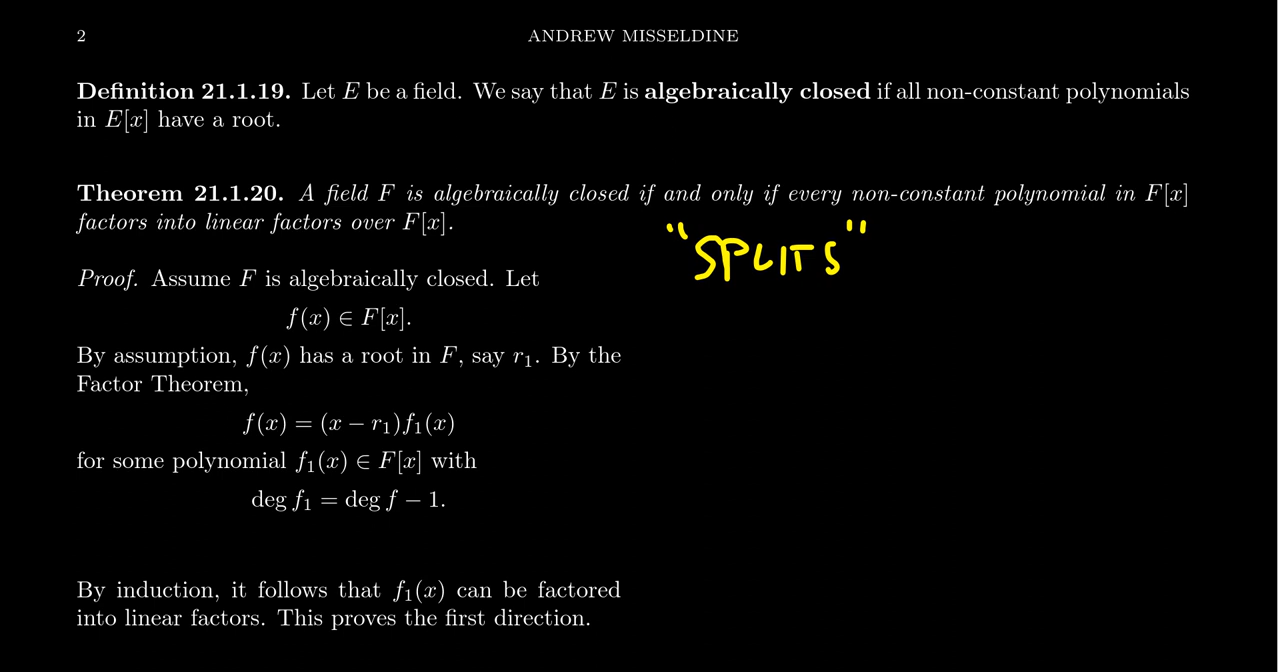 2
ANDREW MISSELDINE
Definition 21.1.19. Let E be a field. We say that E is algebraically closed if all non-constant polynomials
in E[x] have a root.
Theorem 21.1.20. A field F is algebraically closed if and only if every non-constant polynomial in F[x]
factors into linear factors over F[x].
"SPLITS"
Proof. Assume F is algebraically closed. Let
f(x) ∈ F[x].
By assumption, f(x) has a root in F, say r₁. By the
Factor Theorem,
f(x) = (x − r₁)f₁(x)
for some polynomial f₁(x) ∈ F[x] with
deg f₁ = deg f − 1.
By induction, it follows that f₁(x) can be factored
into linear factors. This proves the first direction.